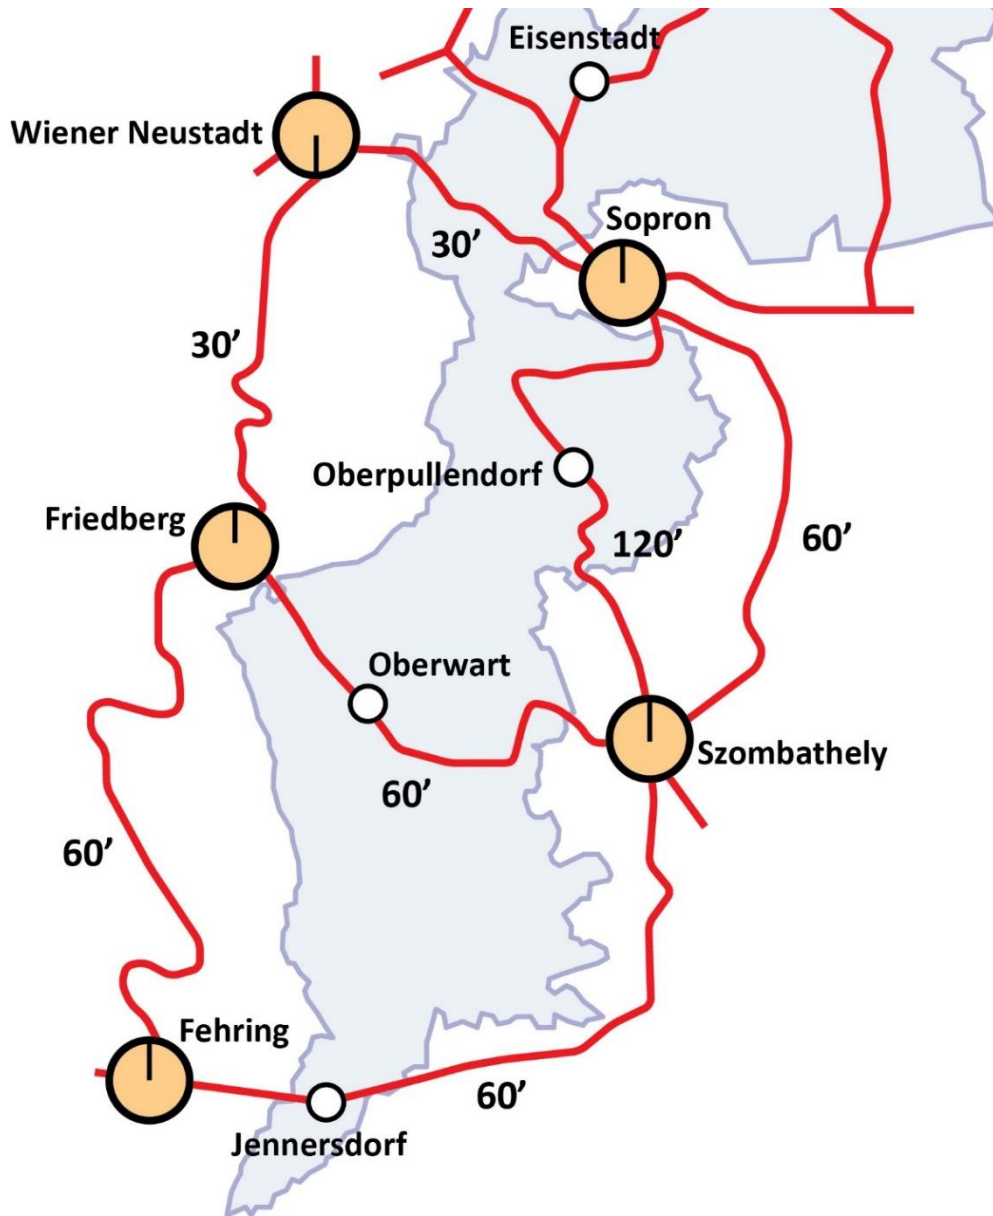 Eisenstadt
Wiener Neustadt
Sopron
30’
30’
Oberpullendorf
Friedberg
120’
60’
Oberwart
Szombathely
60’
60’
Fehring
60’
Jennersdorf